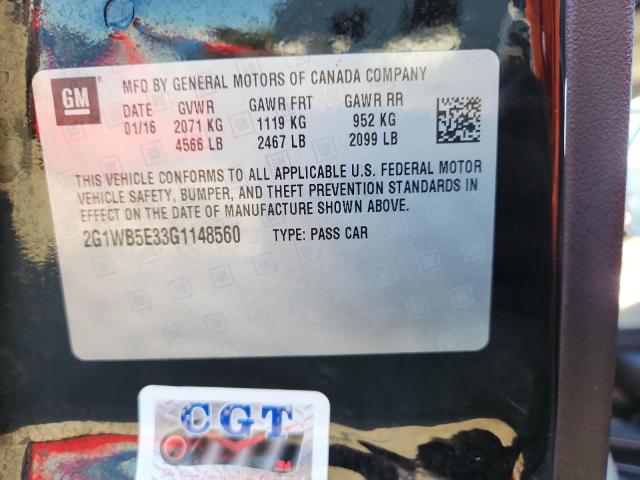 GM
MFD BY GENERAL MOTORS OF CANADA COMPANY
DATE GVWR GAWR FRT GAWR RR
01/16 2071 KG 1119 KG 952 KG
4566 LB 2467 LB 2099 LB
THIS VEHICLE CONFORMS TO ALL APPLICABLE U.S. FEDERAL MOTOR
VEHICLE SAFETY, BUMPER, AND THEFT PREVENTION STANDARDS IN
EFFECT ON THE DATE OF MANUFACTURE SHOWN ABOVE.
2G1WB5E33G1148560 TYPE: PASS CAR
CGT